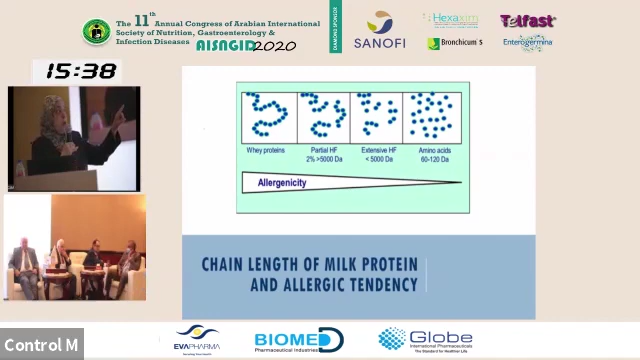 The 11th Annual Congress of Arabian International
Society of Nutrition, Gastroenterology &
Infection Diseases AISNGID2020
DIAMOND SPONSOR
SANOFI
Hexaxim
Telfast
Bronchicum S
Enterogermina
15:38
Whey proteins
Partial HF
2% >5000 Da
Extensive HF
< 5000 Da
Amino acids
60-120 Da
Allergenicity
CHAIN LENGTH OF MILK PROTEIN
AND ALLERGIC TENDENCY
Control M
EVAPHARMA
BIOMED
Pharmaceutical Industries
Globe
International Pharmaceuticals
The Standard for Healthier Life